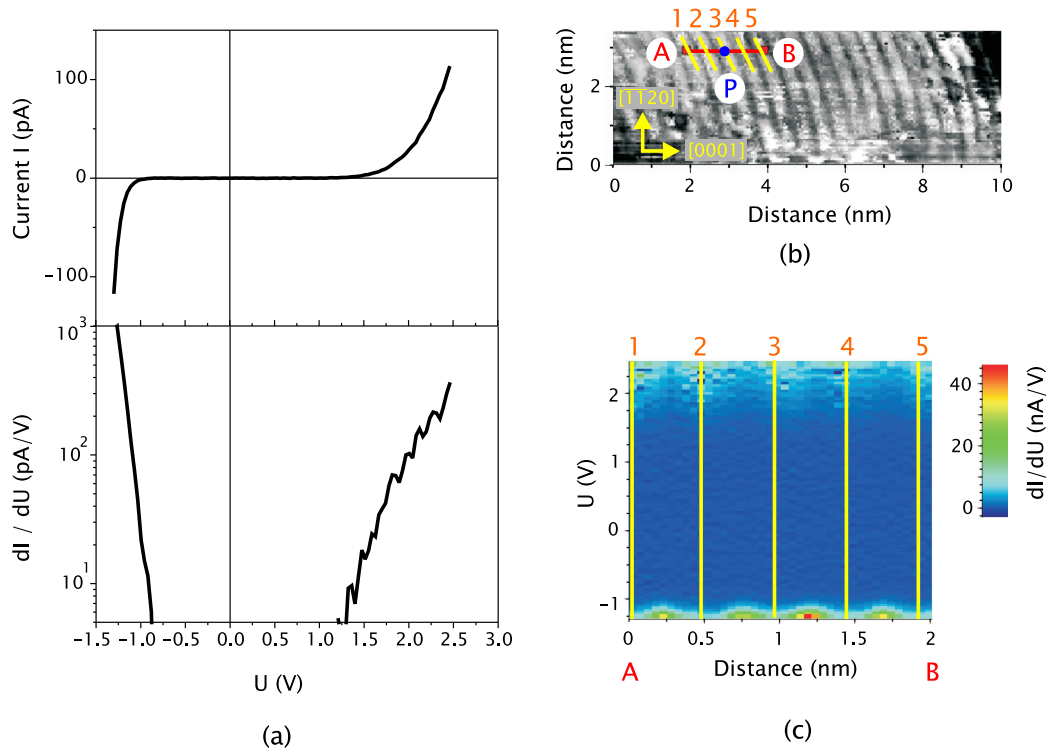 100
0
−100
Current I (pA)
10³
10²
10¹
dI / dU (pA/V)
−1.5 −1.0 −0.5 0.0 0.5 1.0 1.5 2.0 2.5 3.0
U (V)
(a)
1 2 3 4 5
A
B
P
[1120]
[0001]
2
0
Distance (nm)
0 2 4 6 8 10
Distance (nm)
(b)
1 2 3 4 5
2
1
0
−1
U (V)
0 0.5 1 1.5 2
A Distance (nm) B
40
20
0
dI/dU (nA/V)
(c)